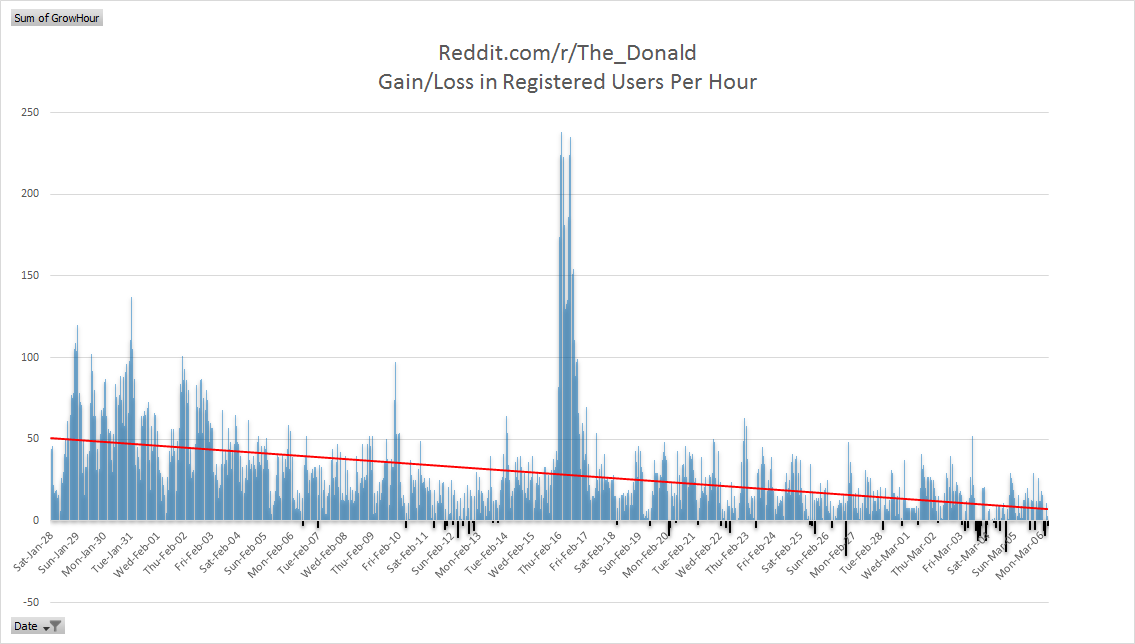 Sum of GrowHour
Reddit.com/r/The_Donald
Gain/Loss in Registered Users Per Hour
250
200
150
100
50
0
-50
Sat-Jan-28
Sun-Jan-29
Mon-Jan-30
Tue-Jan-31
Wed-Feb-01
Thu-Feb-02
Fri-Feb-03
Sat-Feb-04
Sun-Feb-05
Mon-Feb-06
Tue-Feb-07
Wed-Feb-08
Thu-Feb-09
Fri-Feb-10
Sat-Feb-11
Sun-Feb-12
Mon-Feb-13
Tue-Feb-14
Wed-Feb-15
Thu-Feb-16
Fri-Feb-17
Sat-Feb-18
Sun-Feb-19
Mon-Feb-20
Tue-Feb-21
Wed-Feb-22
Thu-Feb-23
Fri-Feb-24
Sat-Feb-25
Sun-Feb-26
Mon-Feb-27
Tue-Feb-28
Wed-Mar-01
Thu-Mar-02
Fri-Mar-03
Sat-Mar-04
Sun-Mar-05
Mon-Mar-06
Date